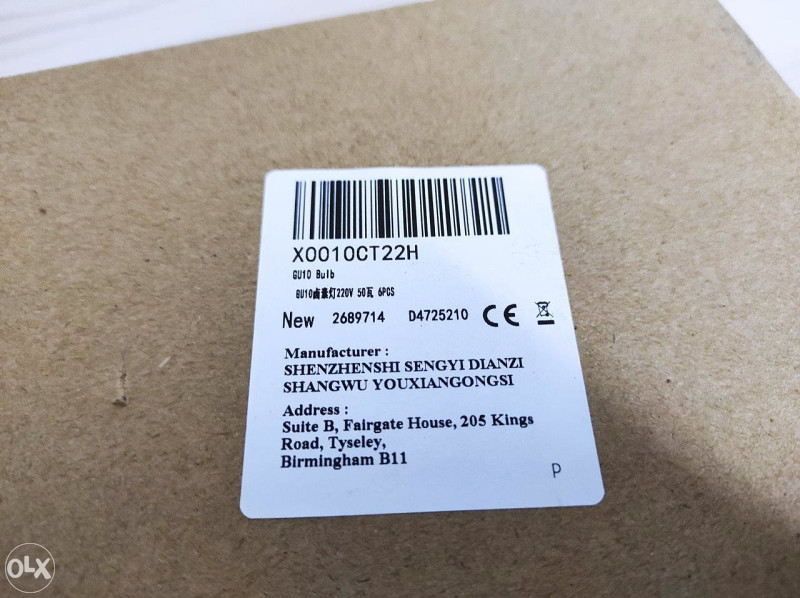 X0010CT22H
GU10 Bulb
GU10卤素灯220V 50瓦 6PCS
New 2689714 D4725210 CE
Manufacturer :
SHENZHENSHI SENGYI DIANZI
SHANGWU YOUXIANGONGSI
Address :
Suite B, Fairgate House, 205 Kings
Road, Tyseley,
Birmingham B11
P
OLX